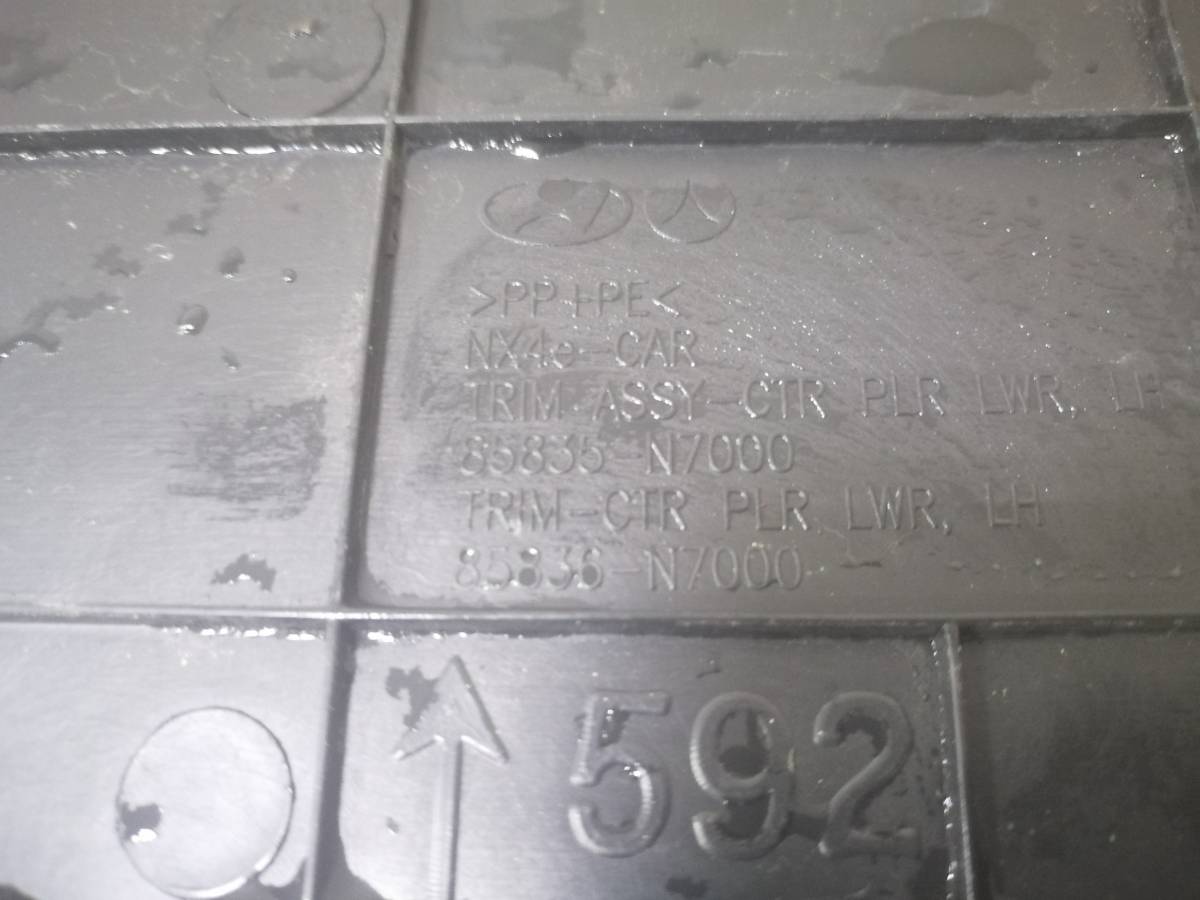 >PP+PE<
NX4e-CAR
TRIM ASSY-CTR PLR LWR, LH
85835-N7000
TRIM-CTR PLR LWR, LH
85836-N7000
592